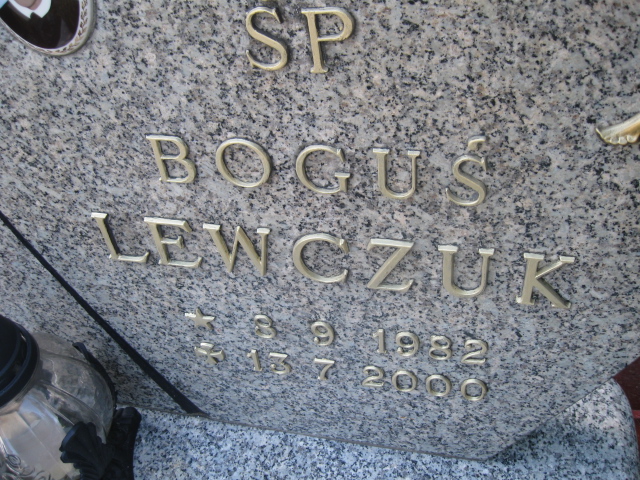 SP
BOGUŚ
LEWCZUK
8 9 1982
13 7 2000